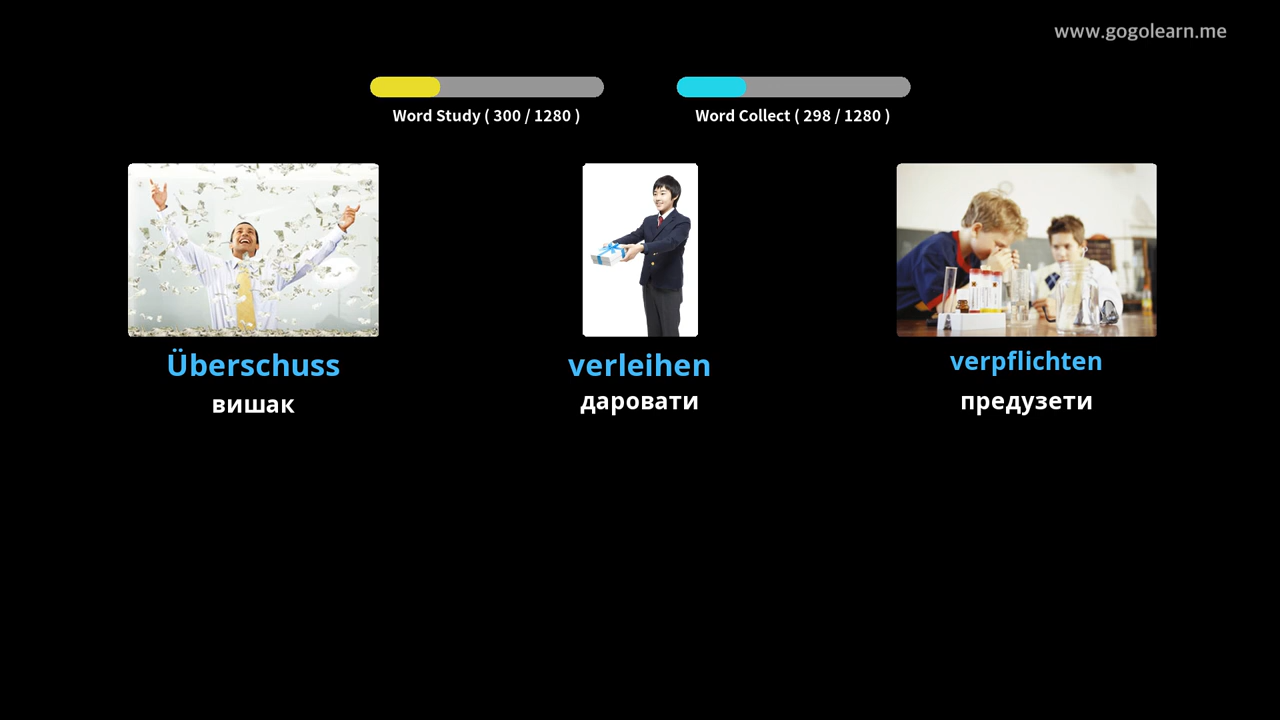 www.gogolearn.me
Word Study ( 300 / 1280 )
Word Collect ( 298 / 1280 )
Überschuss
вишак
verleihen
даровати
verpflichten
предузети